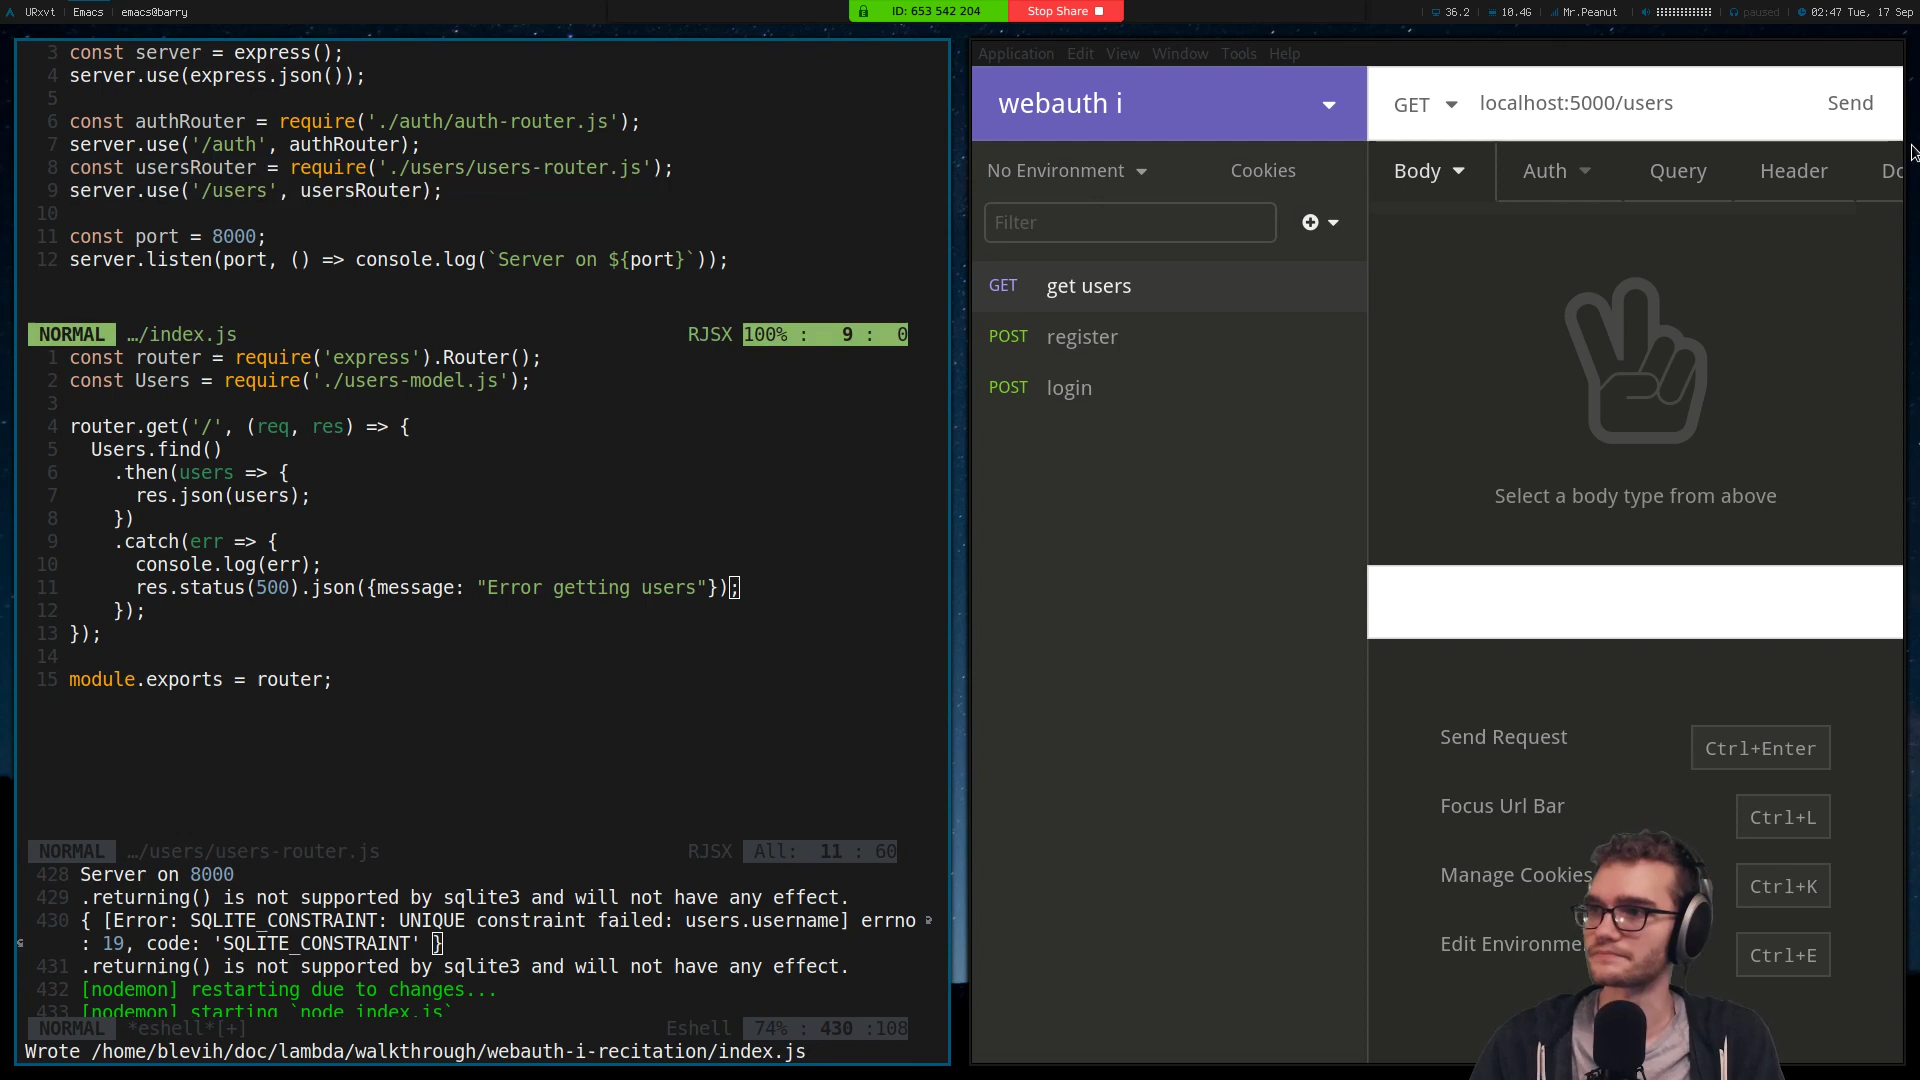 URxvt Emacs emacs@barry
ID: 653 542 204 Stop Share
36.2 10.4G Mr.Peanut paused 02:47 Tue, 17 Sep
3 const server = express();
4 server.use(express.json());
5
6 const authRouter = require('./auth/auth-router.js');
7 server.use('/auth', authRouter);
8 const usersRouter = require('./users/users-router.js');
9 server.use('/users', usersRouter);
10
11 const port = 8000;
12 server.listen(port, () => console.log(`Server on ${port}`));
NORMAL …/index.js RJSX 100% : 9 : 0
1 const router = require('express').Router();
2 const Users = require('./users-model.js');
3
4 router.get('/', (req, res) => {
5 Users.find()
6 .then(users => {
7 res.json(users);
8 })
9 .catch(err => {
10 console.log(err);
11 res.status(500).json({message: "Error getting users"});
12 });
13 });
14
15 module.exports = router;
NORMAL …/users/users-router.js RJSX All: 11 : 60
428 Server on 8000
429 .returning() is not supported by sqlite3 and will not have any effect.
430 { [Error: SQLITE_CONSTRAINT: UNIQUE constraint failed: users.username] errno
: 19, code: 'SQLITE_CONSTRAINT' }
431 .returning() is not supported by sqlite3 and will not have any effect.
432 [nodemon] restarting due to changes...
433 [nodemon] starting `node index.js`
NORMAL *eshell*[+] Eshell 74% : 430 :108
Wrote /home/blevih/doc/lambda/walkthrough/webauth-i-recitation/index.js
Application Edit View Window Tools Help
webauth i
GET localhost:5000/users Send
No Environment Cookies
Body Auth Query Header Do
Filter
GET get users
POST register
POST login
Select a body type from above
Send Request Ctrl+Enter
Focus Url Bar Ctrl+L
Manage Cookies Ctrl+K
Edit Environme Ctrl+E